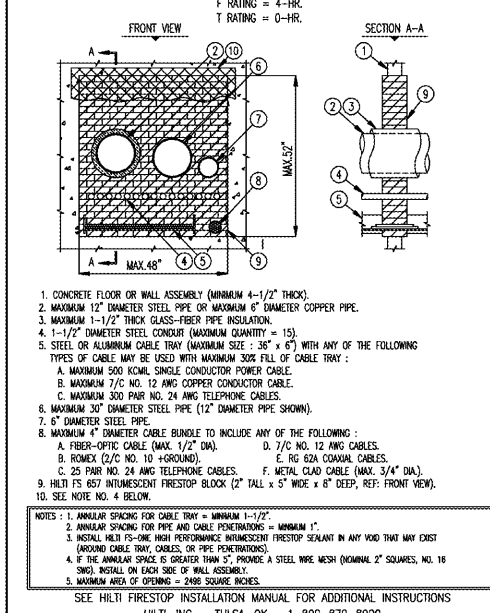 F RATING = 4-HR.
T RATING = 0-HR.
FRONT VIEW
SECTION A-A
A
2
10
6
7
8
9
4
5
A
MAX.52"
MAX.48"
1
2
3
9
4
5
1. CONCRETE FLOOR OR WALL ASSEMBLY (MINIMUM 4-1/2" THICK).
2. MAXIMUM 12" DIAMETER STEEL PIPE OR MAXIMUM 6" DIAMETER COPPER PIPE.
3. MAXIMUM 1-1/2" THICK GLASS-FIBER PIPE INSULATION.
4. 1-1/2" DIAMETER STEEL CONDUIT (MAXIMUM QUANTITY = 15).
5. STEEL OR ALUMINUM CABLE TRAY (MAXIMUM SIZE : 36" x 6") WITH ANY OF THE FOLLOWING
TYPES OF CABLE MAY BE USED WITH MAXIMUM 30% FILL OF CABLE TRAY :
A. MAXIMUM 500 KCMIL SINGLE CONDUCTOR POWER CABLE.
B. MAXIMUM 7/C NO. 12 AWG COPPER CONDUCTOR CABLE.
C. MAXIMUM 300 PAIR NO. 24 AWG TELEPHONE CABLES.
6. MAXIMUM 30" DIAMETER STEEL PIPE (12" DIAMETER PIPE SHOWN).
7. 6" DIAMETER STEEL PIPE.
8. MAXIMUM 4" DIAMETER CABLE BUNDLE TO INCLUDE ANY OF THE FOLLOWING :
A. FIBER-OPTIC CABLE (MAX. 1/2" DIA). D. 7/C NO. 12 AWG CABLES.
B. ROMEX (2/C NO. 10 +GROUND). E. RG 62A COAXIAL CABLES.
C. 25 PAIR NO. 24 AWG TELEPHONE CABLES. F. METAL CLAD CABLE (MAX. 3/4" DIA.).
9. HILTI FS 657 INTUMESCENT FIRESTOP BLOCK (2" TALL x 5" WIDE x 8" DEEP, REF: FRONT VIEW).
10. SEE NOTE NO. 4 BELOW.
NOTES : 1. ANNULAR SPACING FOR CABLE TRAY = MINIMUM 1-1/2".
2. ANNULAR SPACING FOR PIPE AND CABLE PENETRATIONS = MINIMUM 1".
3. INSTALL HILTI FS-ONE HIGH PERFORMANCE INTUMESCENT FIRESTOP SEALANT IN ANY VOID THAT MAY EXIST
(AROUND CABLE TRAY, CABLES, OR PIPE PENETRATIONS).
4. IF THE ANNULAR SPACE IS GREATER THAN 5", PROVIDE A STEEL WIRE MESH (NOMINAL 2" SQUARES, NO. 16
SWG). INSTALL ON EACH SIDE OF WALL ASSEMBLY.
5. MAXIMUM AREA OF OPENING = 2496 SQUARE INCHES.
SEE HILTI FIRESTOP INSTALLATION MANUAL FOR ADDITIONAL INSTRUCTIONS